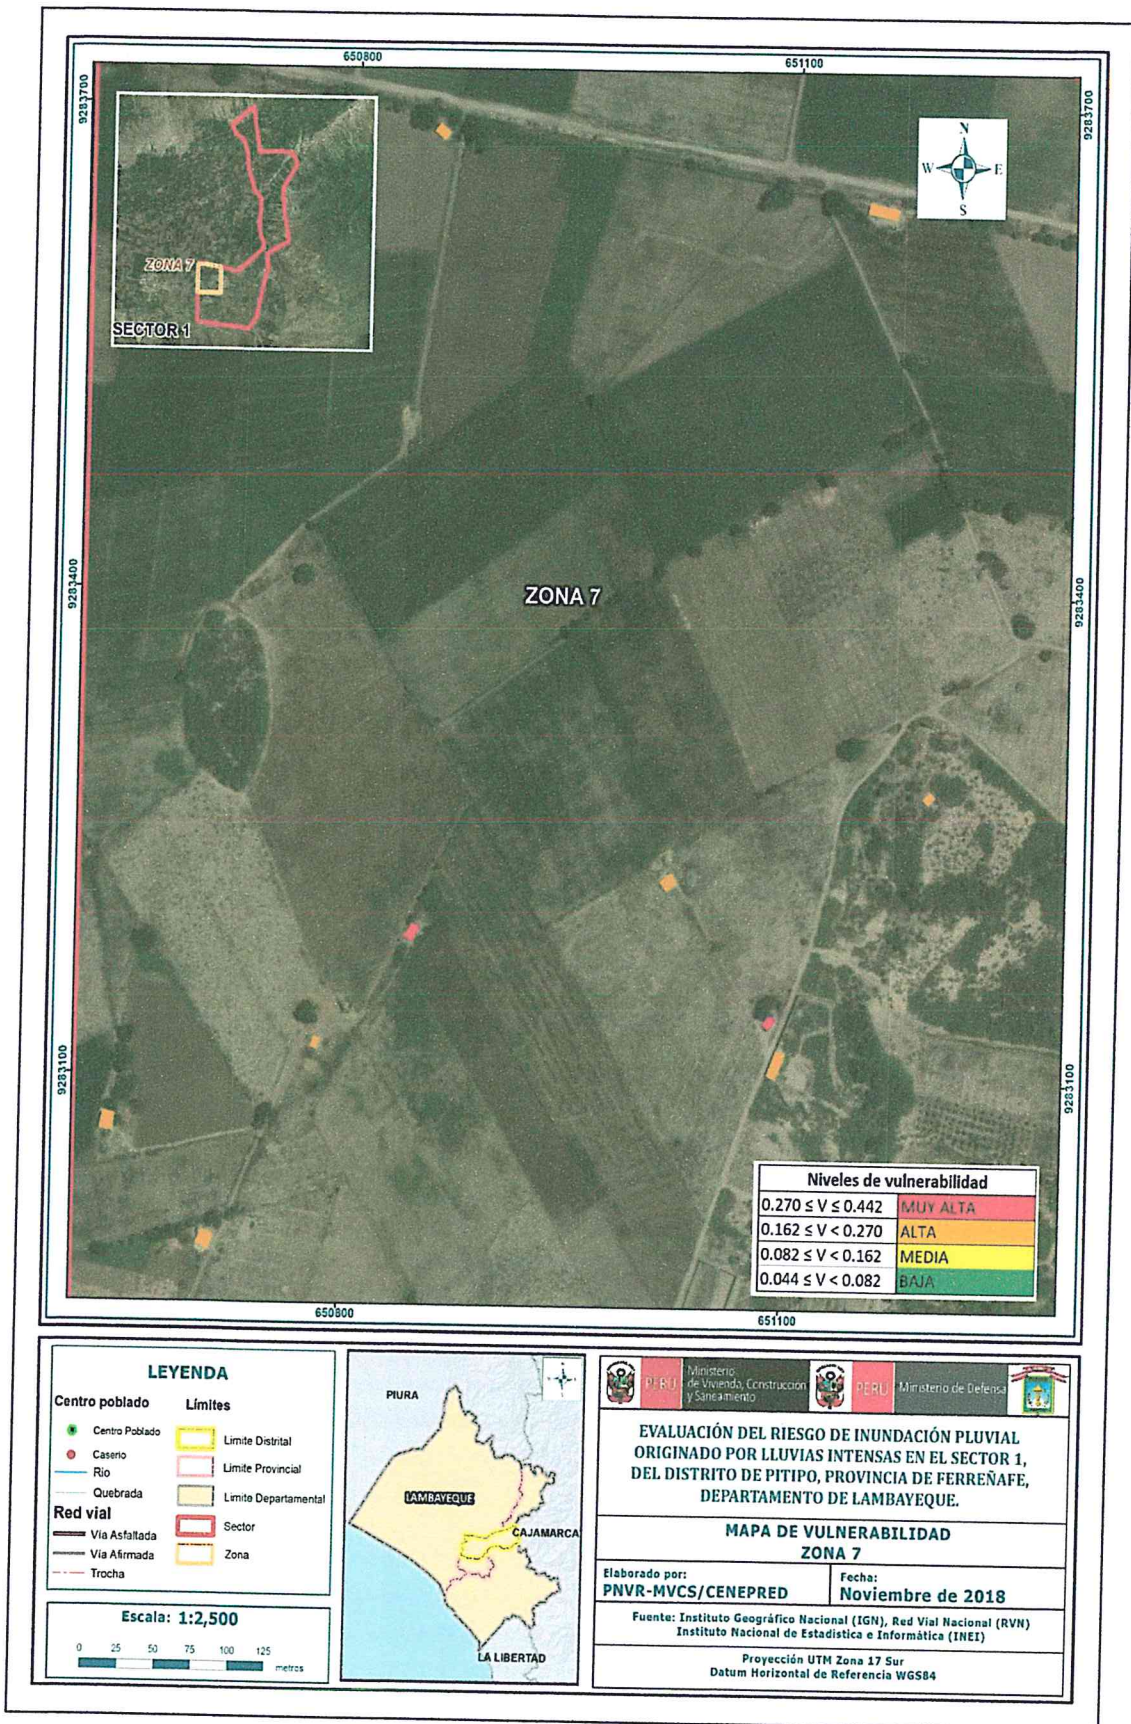 650800
651100
9283700
9283700
N
W
E
S
ZONA 7
SECTOR 1
ZONA 7
9283400
9283400
9283100
9283100
Niveles de vulnerabilidad
0.270 ≤ V ≤ 0.442 MUY ALTA
0.162 ≤ V < 0.270 ALTA
0.082 ≤ V < 0.162 MEDIA
0.044 ≤ V < 0.082 BAJA
650800
651100
LEYENDA
Centro poblado
Centro Poblado
Caserio
Rio
Quebrada
Red vial
Vía Asfaltada
Vía Afirmada
Trocha
Límites
Limite Distrital
Limite Provincial
Limite Departamental
Sector
Zona
Escala: 1:2,500
0 25 50 75 100 125
metros
PIURA
LAMBAYEQUE
CAJAMARCA
LA LIBERTAD
PERÚ
Ministerio
de Vivienda, Construcción
y Saneamiento
PERÚ
Ministerio de Defensa
EVALUACIÓN DEL RIESGO DE INUNDACIÓN PLUVIAL
ORIGINADO POR LLUVIAS INTENSAS EN EL SECTOR 1,
DEL DISTRITO DE PITIPO, PROVINCIA DE FERREÑAFE,
DEPARTAMENTO DE LAMBAYEQUE.
MAPA DE VULNERABILIDAD
ZONA 7
Elaborado por:
PNVR-MVCS/CENEPRED
Fecha:
Noviembre de 2018
Fuente: Instituto Geográfico Nacional (IGN), Red Vial Nacional (RVN)
Instituto Nacional de Estadística e Informática (INEI)
Proyección UTM Zona 17 Sur
Datum Horizontal de Referencia WGS84